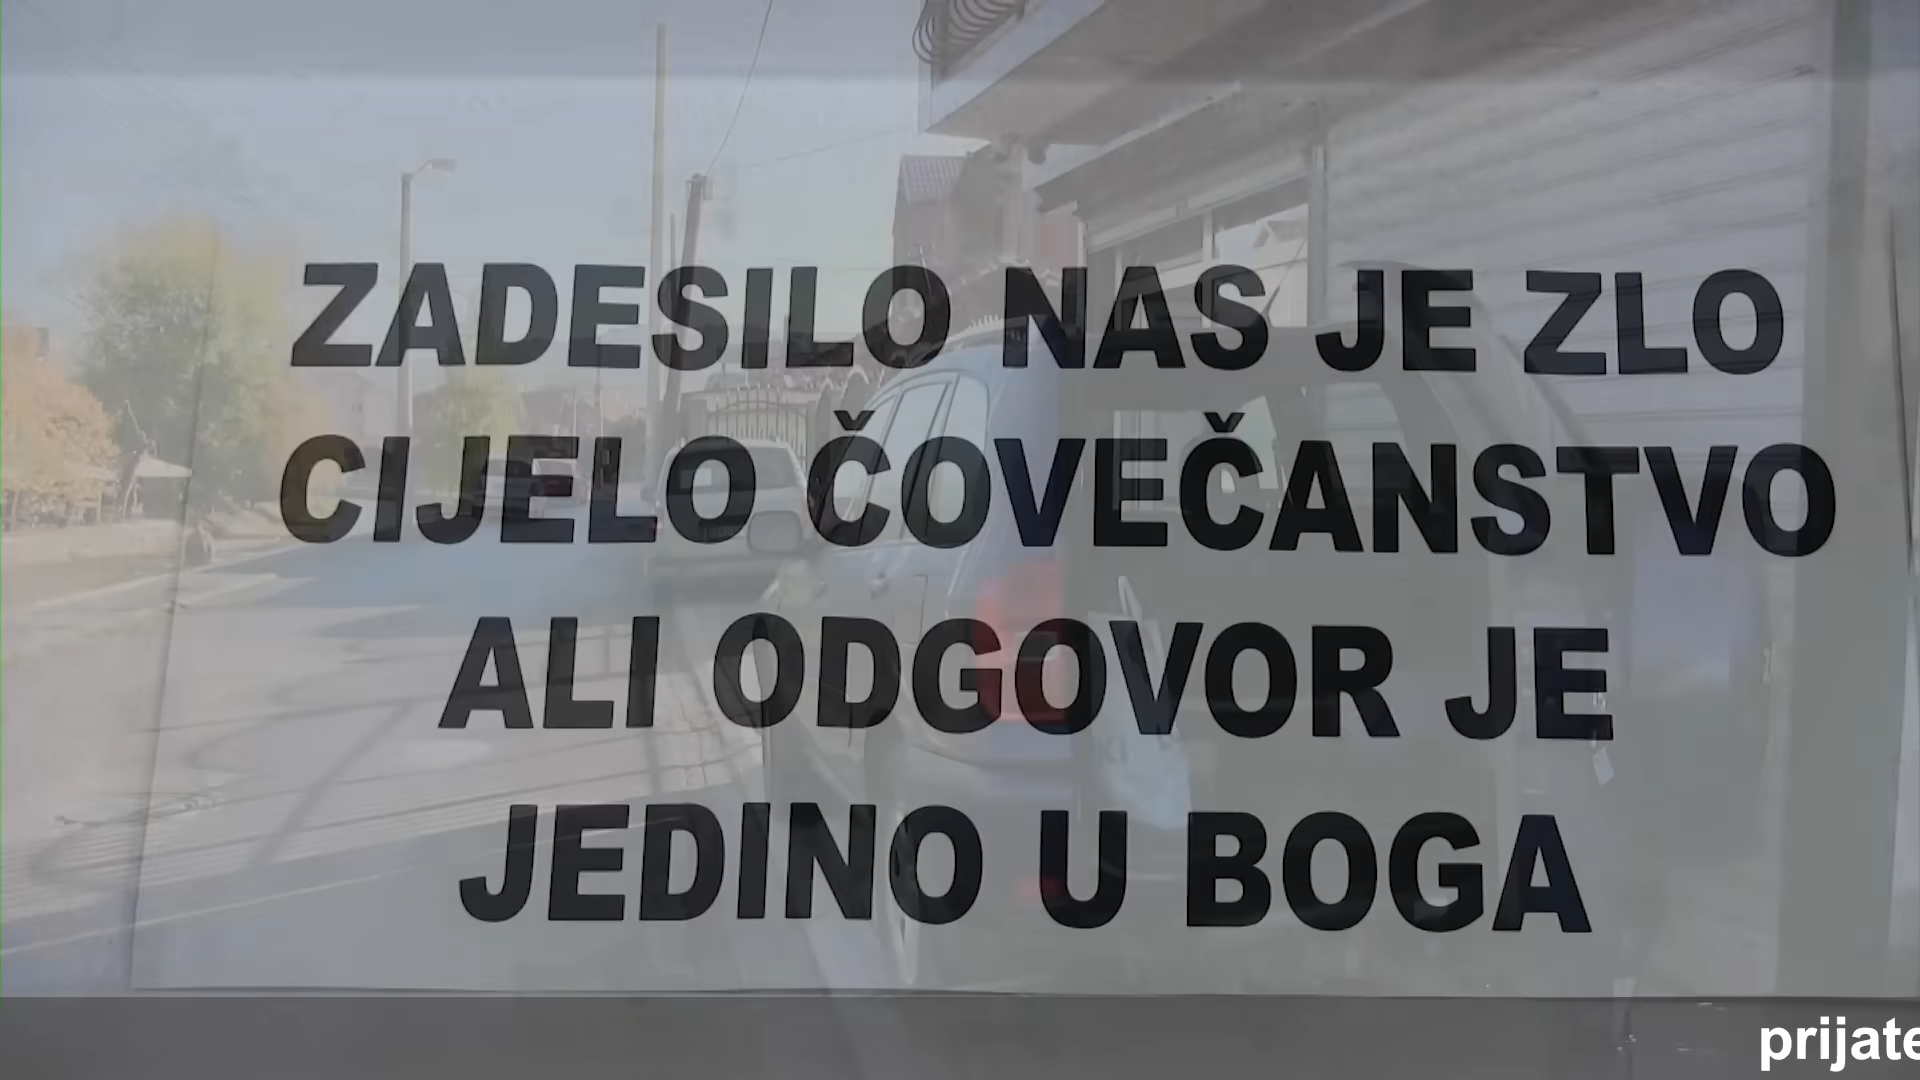 ZADESILO NAS JE ZLO
CIJELO ČOVEČANSTVO
ALI ODGOVOR JE
JEDINO U BOGA
prijate